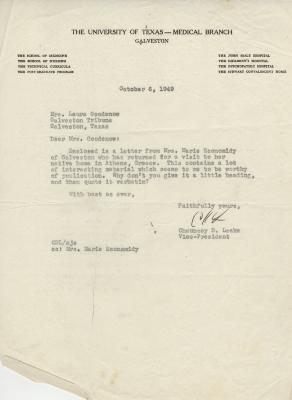 THE UNIVERSITY OF TEXAS—MEDICAL BRANCH
GALVESTON
THE SCHOOL OF MEDICINE
THE SCHOOL OF NURSING
THE TECHNICAL CURRICULA
THE POSTGRADUATE PROGRAM
THE JOHN SEALY HOSPITAL
THE CHILDREN'S HOSPITAL
THE PSYCHOPATHIC HOSPITAL
THE STEWART CONVALESCENT HOME
October 6, 1949
Mrs. Laura Goodenow
Galveston Tribune
Galveston, Texas
Dear Mrs. Goodenow:
Enclosed is a letter from Mrs. Marie Economidy
of Galveston who has returned for a visit to her
native home in Athens, Greece. This contains a lot
of interesting material which seems to me to be worthy
of publication. Why don't you give it a little heading,
and then quote it verbatim?
With best as ever,
Faithfully yours,
Chauncey D. Leake
Vice-President
CDL/njo
cc: Mrs. Marie Economidy